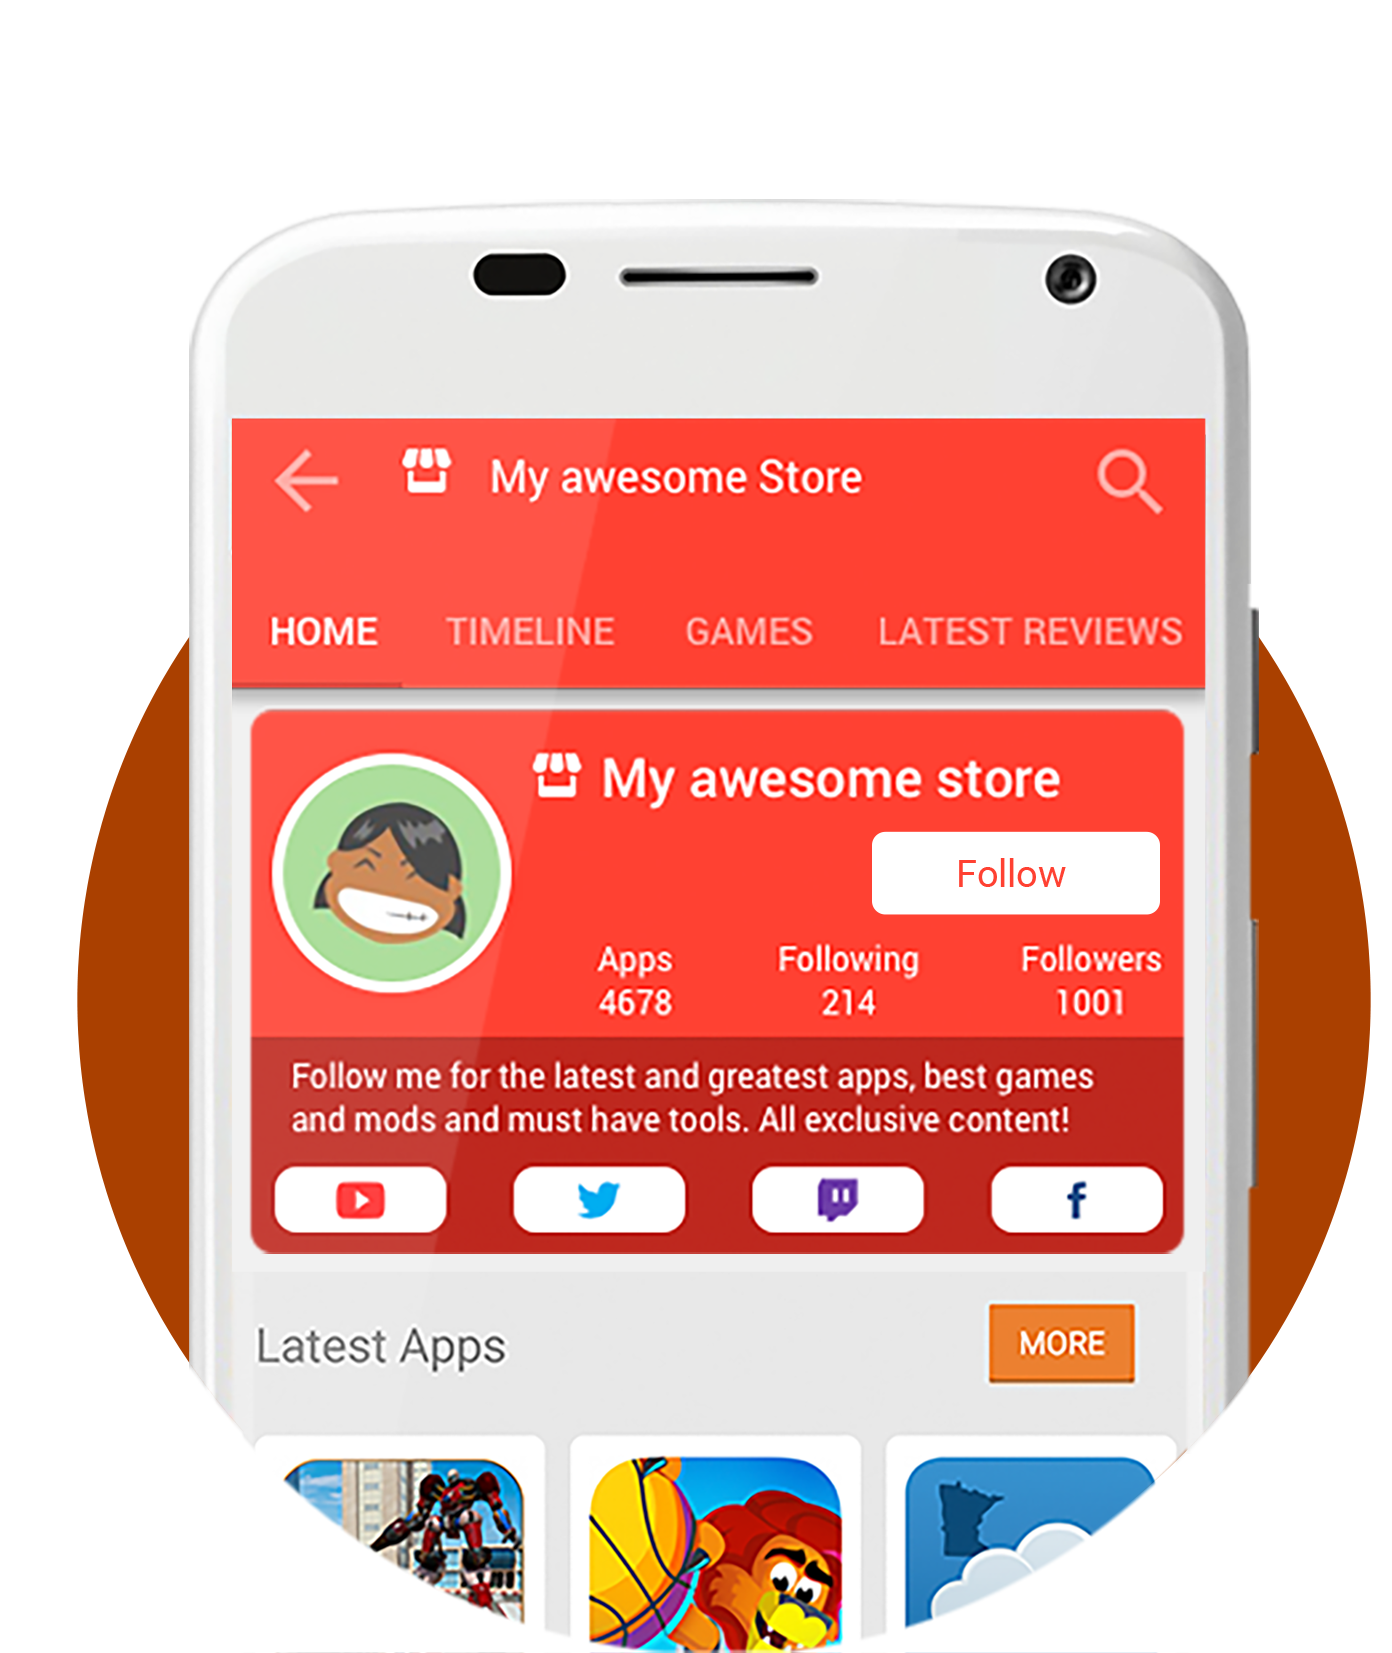 My awesome Store
HOME TIMELINE GAMES LATEST REVIEWS
My awesome store
Follow
Apps Following Followers
4678 214 1001
Follow me for the latest and greatest apps, best games
and mods and must have tools. All exclusive content!
Latest Apps MORE